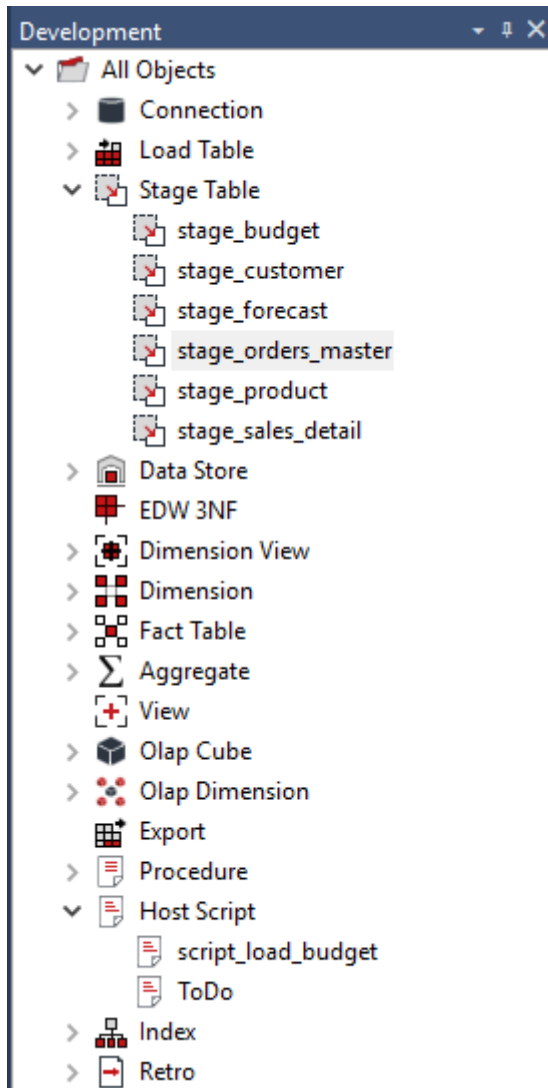 Development
All Objects
Connection
Load Table
Stage Table
stage_budget
stage_customer
stage_forecast
stage_orders_master
stage_product
stage_sales_detail
Data Store
EDW 3NF
Dimension View
Dimension
Fact Table
Aggregate
View
Olap Cube
Olap Dimension
Export
Procedure
Host Script
script_load_budget
ToDo
Index
Retro